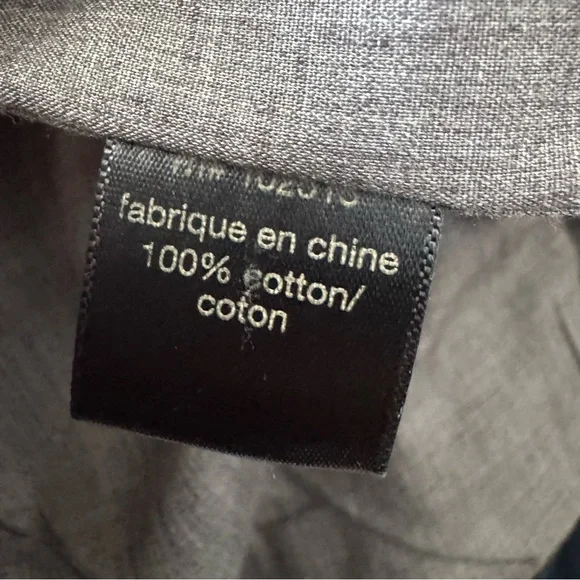 fabrique en chine
100% cotton/
coton